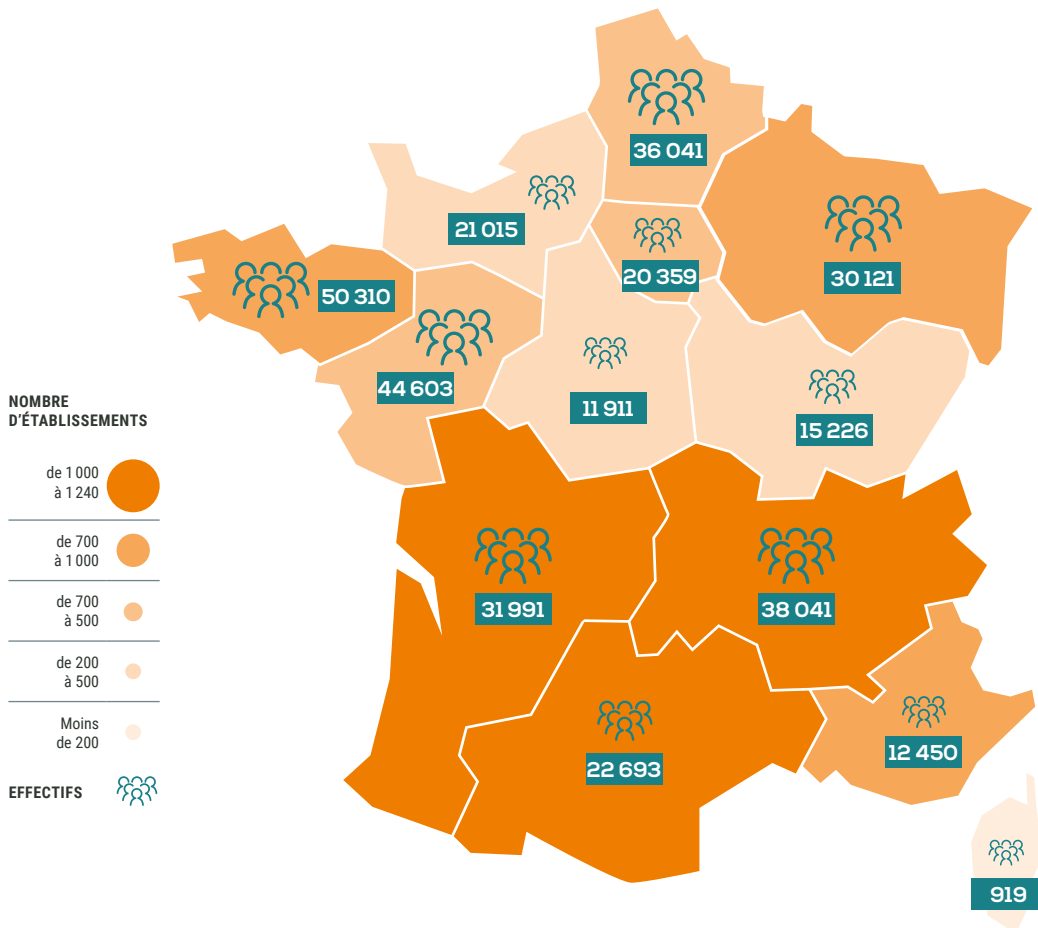 36 041
21 015
20 359
30 121
50 310
44 603
11 911
15 226
NOMBRE
D'ÉTABLISSEMENTS
de 1 000
à 1 240
de 700
à 1 000
de 700
à 500
de 200
à 500
Moins
de 200
EFFECTIFS
31 991
38 041
22 693
12 450
919